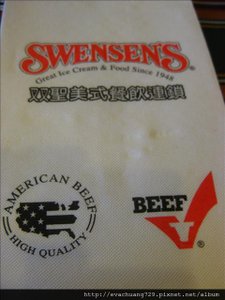 SWENSEN'S®
Great Ice Cream & Food Since 1948
双聖美式餐飲連鎖
AMERICAN BEEF
HIGH QUALITY
BEEF
®
http://evachuang729.pixnet.net/album